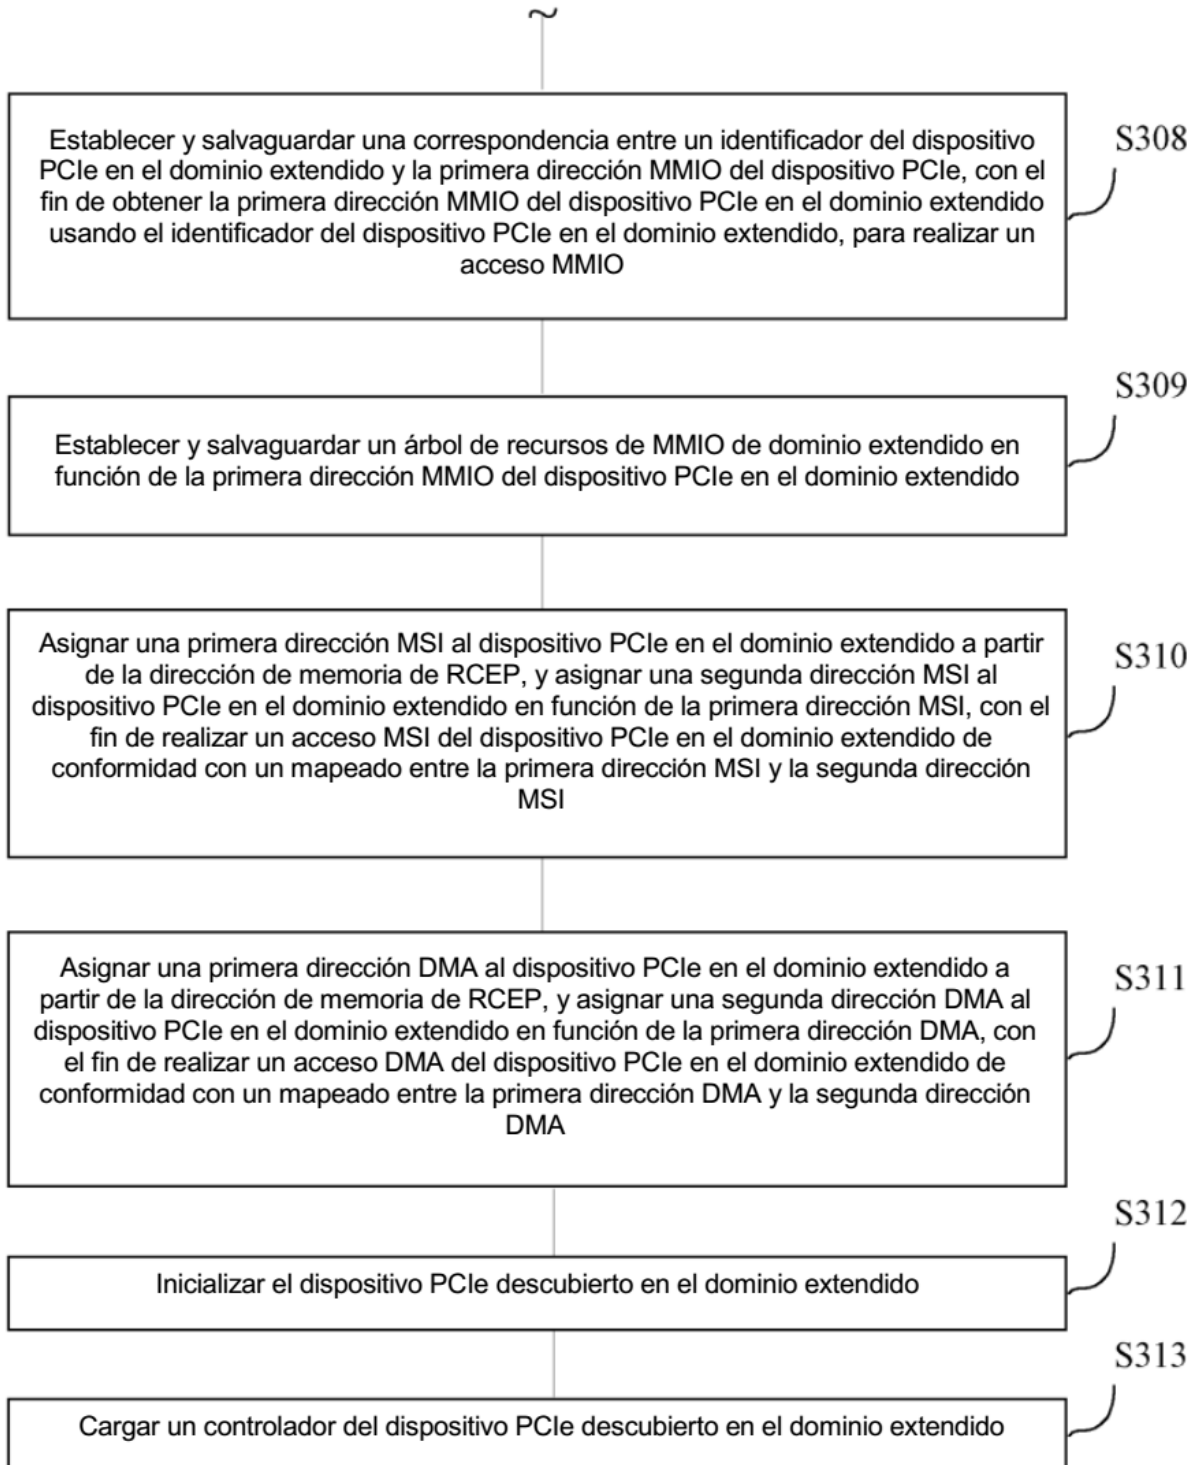 ~
Establecer y salvaguardar una correspondencia entre un identificador del dispositivo
PCIe en el dominio extendido y la primera dirección MMIO del dispositivo PCIe, con el
fin de obtener la primera dirección MMIO del dispositivo PCIe en el dominio extendido
usando el identificador del dispositivo PCIe en el dominio extendido, para realizar un
acceso MMIO
S308
Establecer y salvaguardar un árbol de recursos de MMIO de dominio extendido en
función de la primera dirección MMIO del dispositivo PCIe en el dominio extendido
S309
Asignar una primera dirección MSI al dispositivo PCIe en el dominio extendido a partir
de la dirección de memoria de RCEP, y asignar una segunda dirección MSI al
dispositivo PCIe en el dominio extendido en función de la primera dirección MSI, con el
fin de realizar un acceso MSI del dispositivo PCIe en el dominio extendido de
conformidad con un mapeado entre la primera dirección MSI y la segunda dirección
MSI
S310
Asignar una primera dirección DMA al dispositivo PCIe en el dominio extendido a
partir de la dirección de memoria de RCEP, y asignar una segunda dirección DMA al
dispositivo PCIe en el dominio extendido en función de la primera dirección DMA, con
el fin de realizar un acceso DMA del dispositivo PCIe en el dominio extendido de
conformidad con un mapeado entre la primera dirección DMA y la segunda dirección
DMA
S311
Inicializar el dispositivo PCIe descubierto en el dominio extendido
S312
Cargar un controlador del dispositivo PCIe descubierto en el dominio extendido
S313